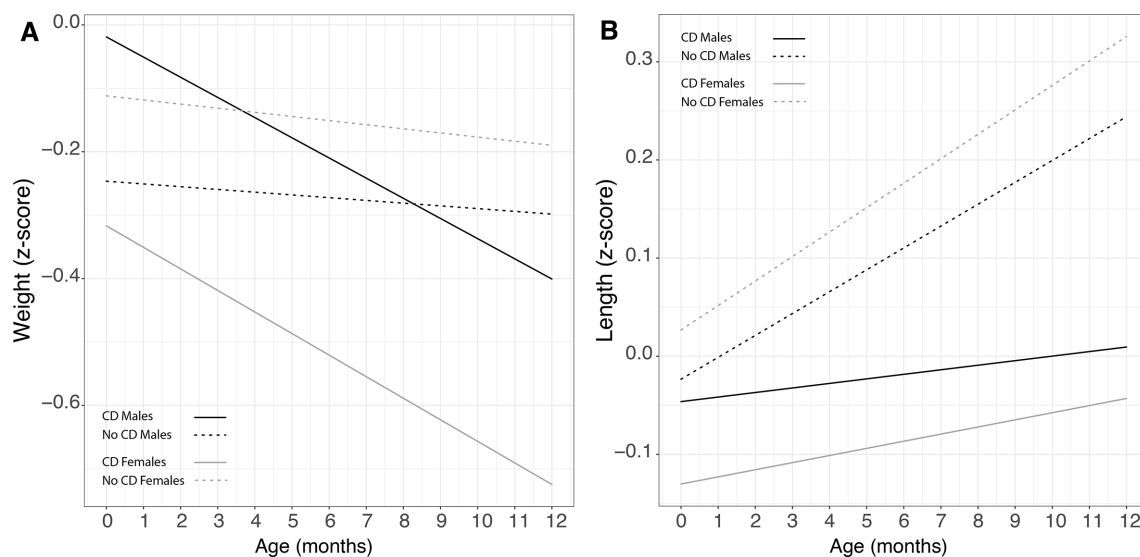 A
Weight (z-score)
0.0
−0.2
−0.4
−0.6
CD Males
No CD Males
CD Females
No CD Females
0 1 2 3 4 5 6 7 8 9 10 11 12
Age (months)
B
Length (z-score)
0.3
0.2
0.1
0.0
−0.1
CD Males
No CD Males
CD Females
No CD Females
0 1 2 3 4 5 6 7 8 9 10 11 12
Age (months)